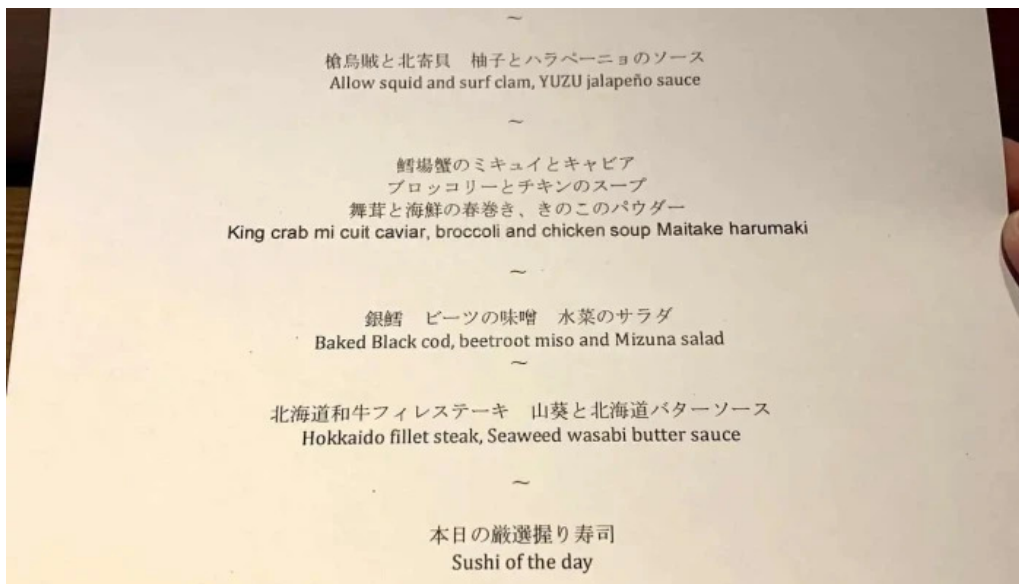 ~
槍烏賊と北寄貝　柚子とハラペーニョのソース
Allow squid and surf clam, YUZU jalapeño sauce
~
鱈場蟹のミキュイとキャビア
ブロッコリーとチキンのスープ
舞茸と海鮮の春巻き、きのこのパウダー
King crab mi cuit caviar, broccoli and chicken soup Maitake harumaki
~
銀鱈　ビーツの味噌　水菜のサラダ
Baked Black cod, beetroot miso and Mizuna salad
~
北海道和牛フィレステーキ　山葵と北海道バターソース
Hokkaido fillet steak, Seaweed wasabi butter sauce
~
本日の厳選握り寿司
Sushi of the day